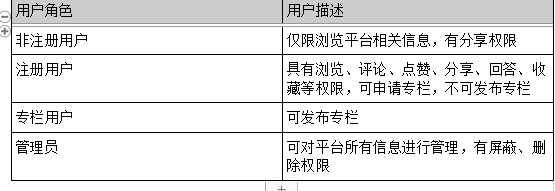 用户角色
用户描述
非注册用户
仅限浏览平台相关信息，有分享权限
注册用户
具有浏览、评论、点赞、分享、回答、收
藏等权限，可申请专栏，不可发布专栏
专栏用户
可发布专栏
管理员
可对平台所有信息进行管理，有屏蔽、删
除权限